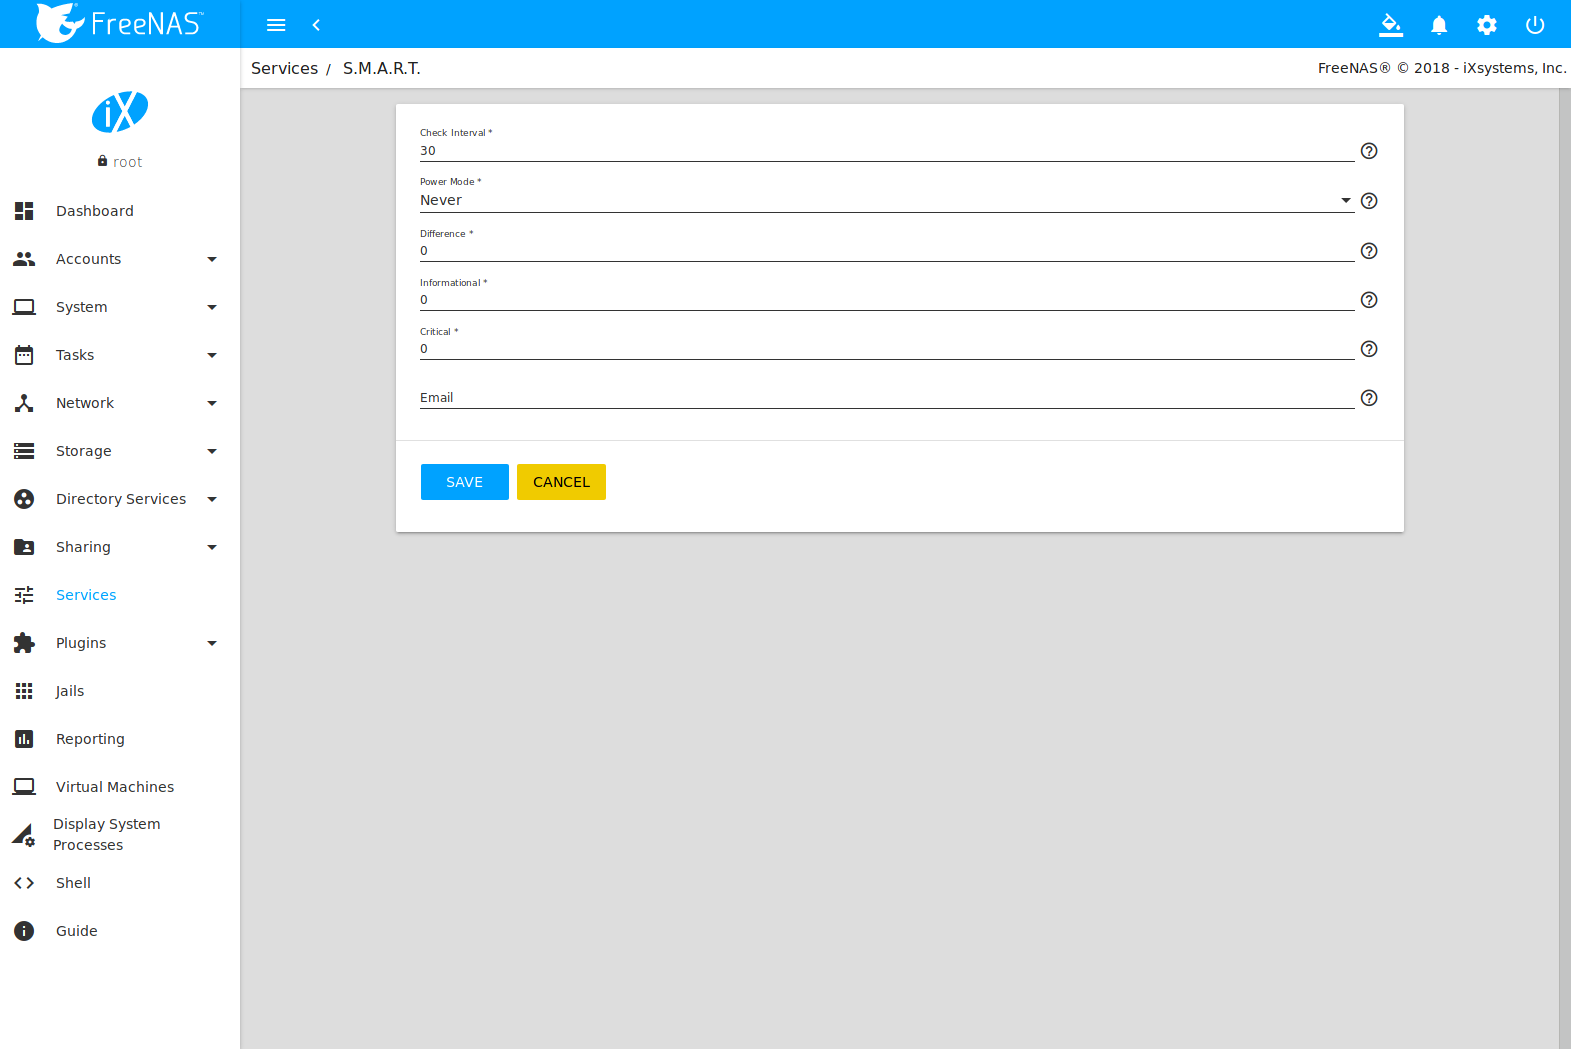 FreeNAS™
Services / S.M.A.R.T.
FreeNAS® © 2018 - iXsystems, Inc.
iX
root
Dashboard
Accounts
System
Tasks
Network
Storage
Directory Services
Sharing
Services
Plugins
Jails
Reporting
Virtual Machines
Display System
Processes
Shell
Guide
Check Interval *
30
Power Mode *
Never
Difference *
0
Informational *
0
Critical *
0
Email
SAVE
CANCEL